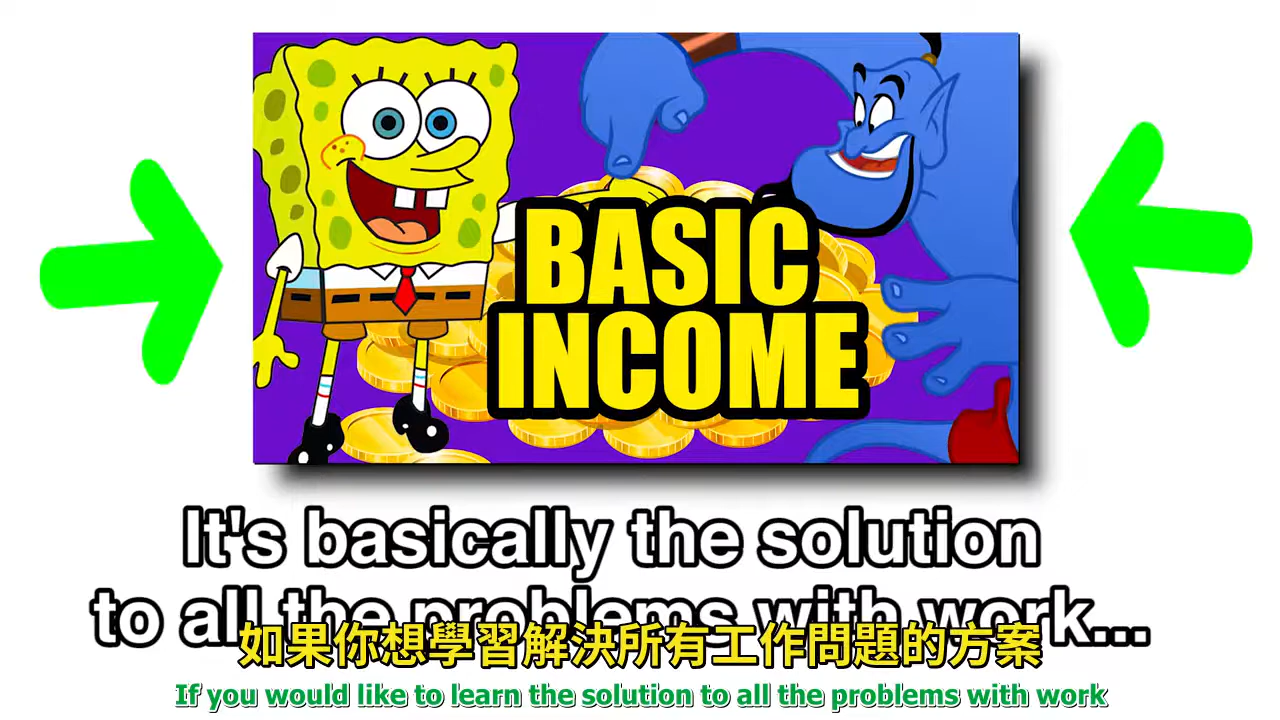 BASIC
INCOME
It's basically the solution
to all the problems with work...
如果你想學習解決所有工作問題的方案
If you would like to learn the solution to all the problems with work